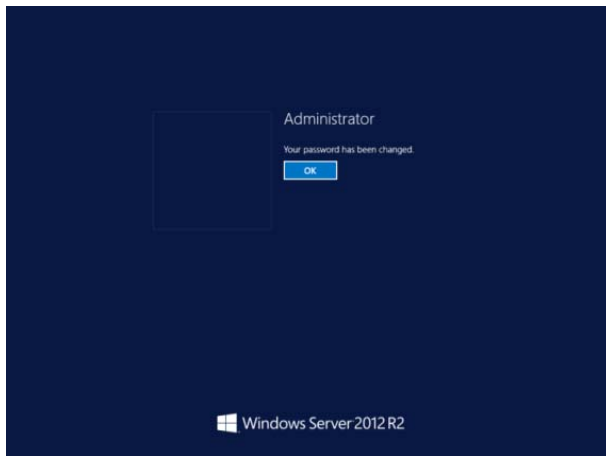 Administrator
Your password has been changed.
OK
Windows Server 2012 R2